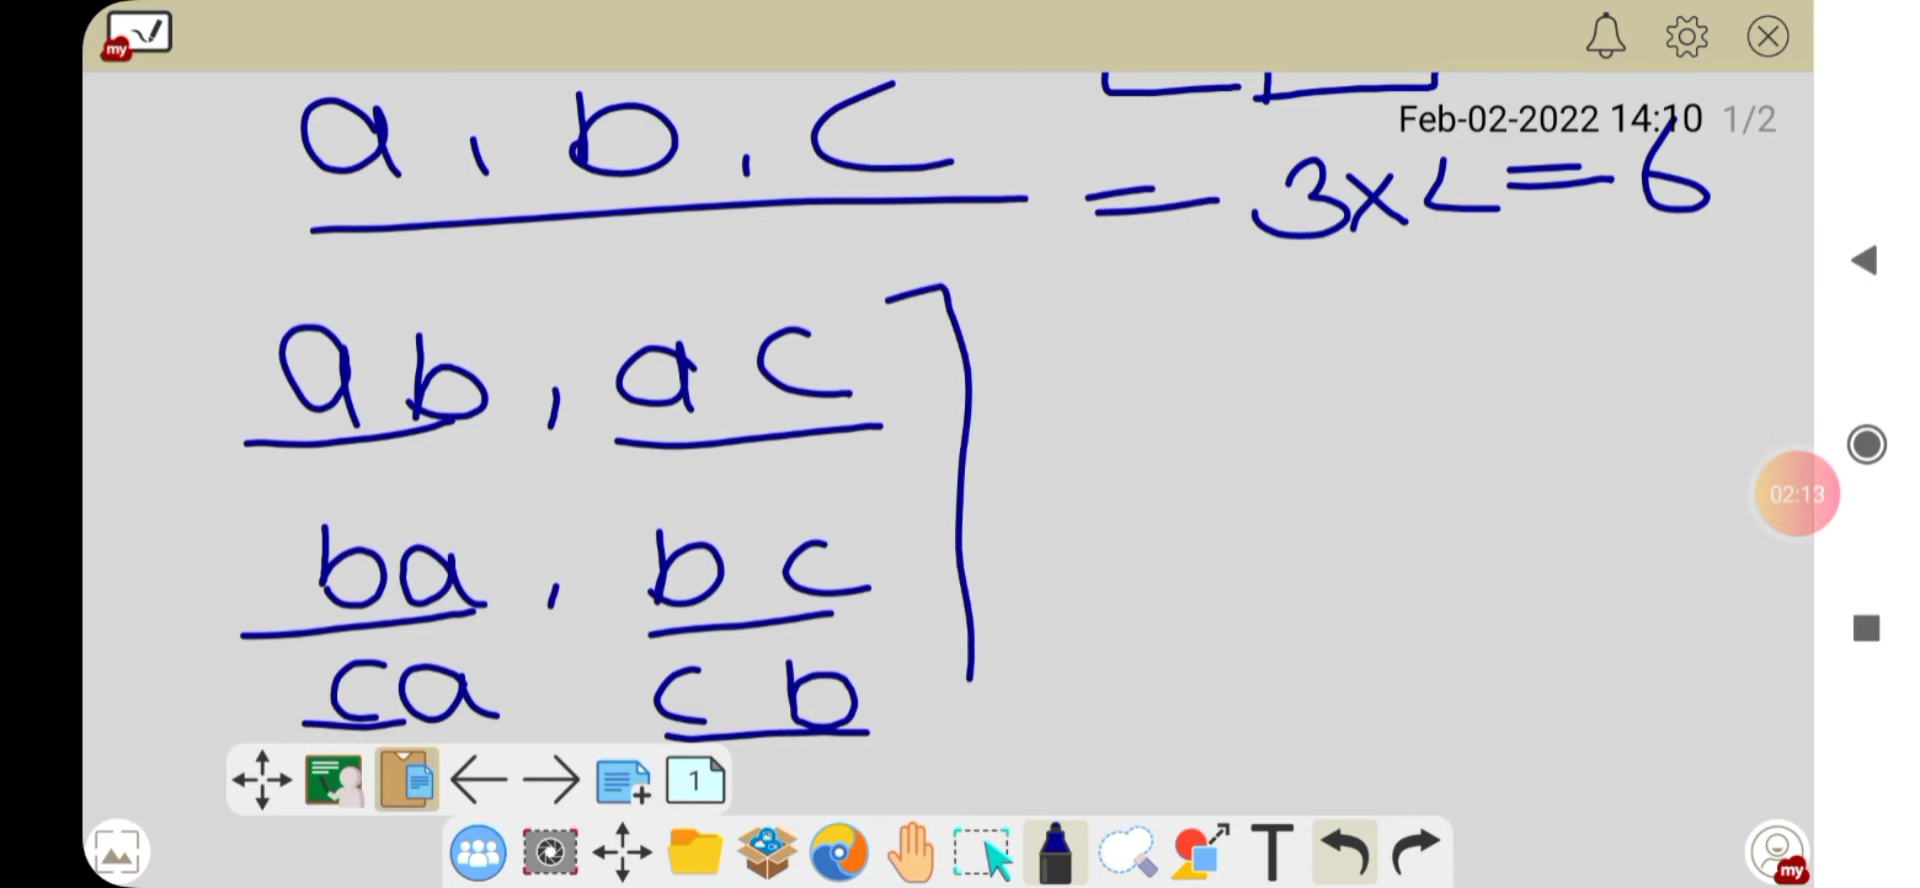 my
Feb-02-2022 14:10 1/2
a, b, c
= 3x2=6
ab, ac
ba, bc
02:13
ca cb
1
T
my